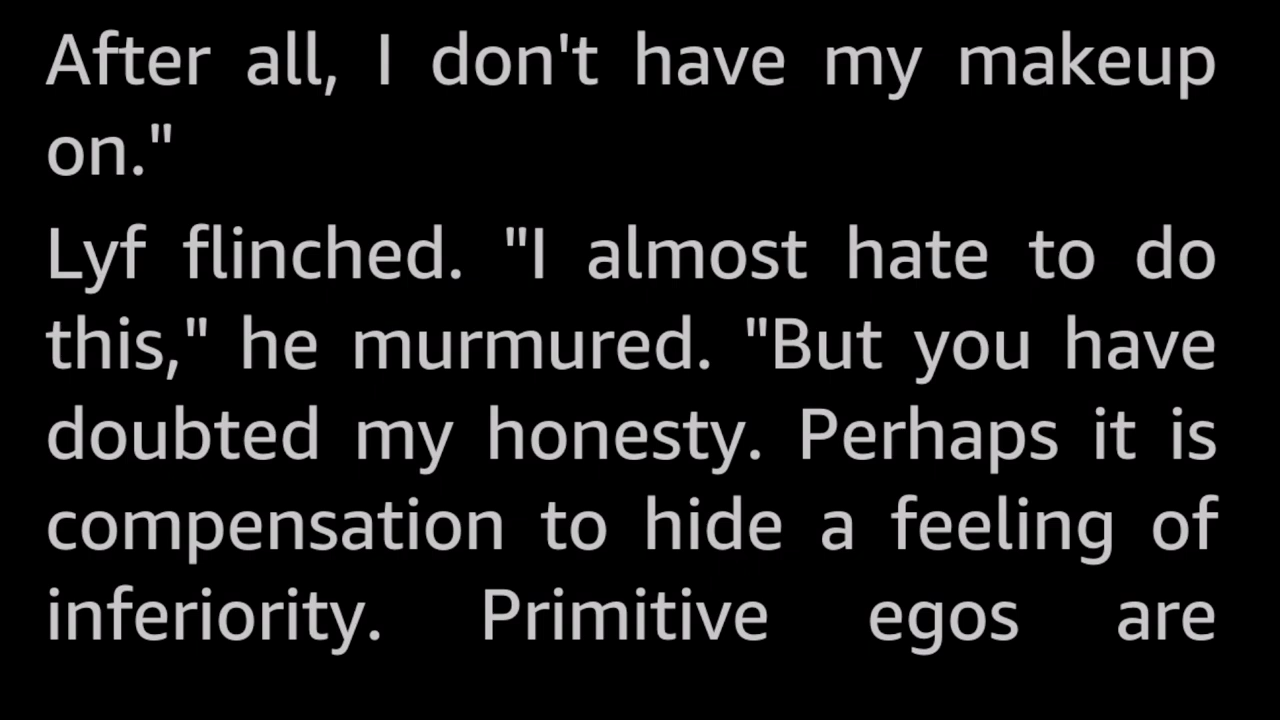 After all, I don't have my makeup
on."
Lyf flinched. "I almost hate to do
this," he murmured. "But you have
doubted my honesty. Perhaps it is
compensation to hide a feeling of
inferiority. Primitive egos are